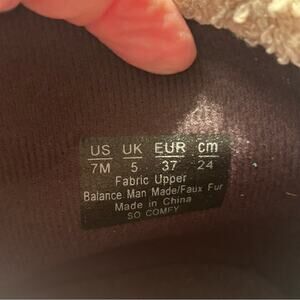 US UK EUR cm
7M 5 37 24
Fabric Upper
Balance Man Made/Faux Fur
Made in China
SO COMFY